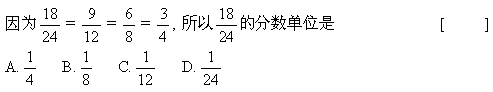 因为18/24 = 9/12 = 6/8 = 3/4, 所以18/24的分数单位是 [ ]
A. 1/4 B. 1/8 C. 1/12 D. 1/24